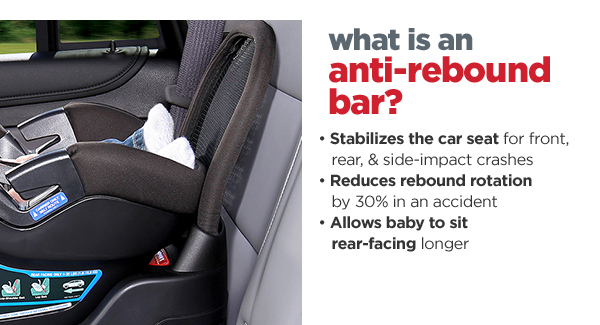 what is an
anti-rebound
bar?
• Stabilizes the car seat for front,
rear, & side-impact crashes
• Reduces rebound rotation
by 30% in an accident
• Allows baby to sit
rear-facing longer